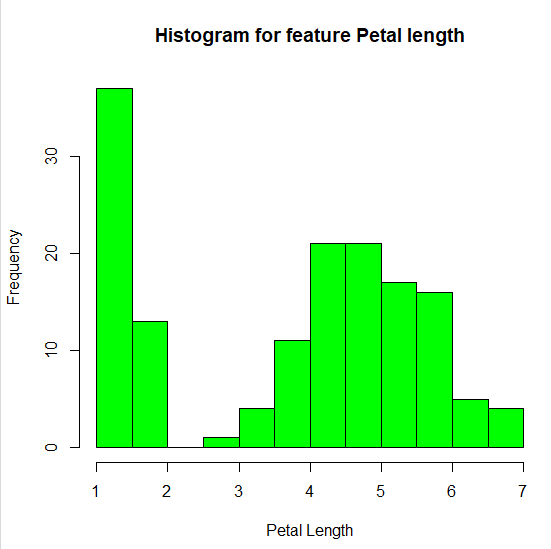 Histogram for feature Petal length
Frequency
30
20
10
0
1 2 3 4 5 6 7
Petal Length